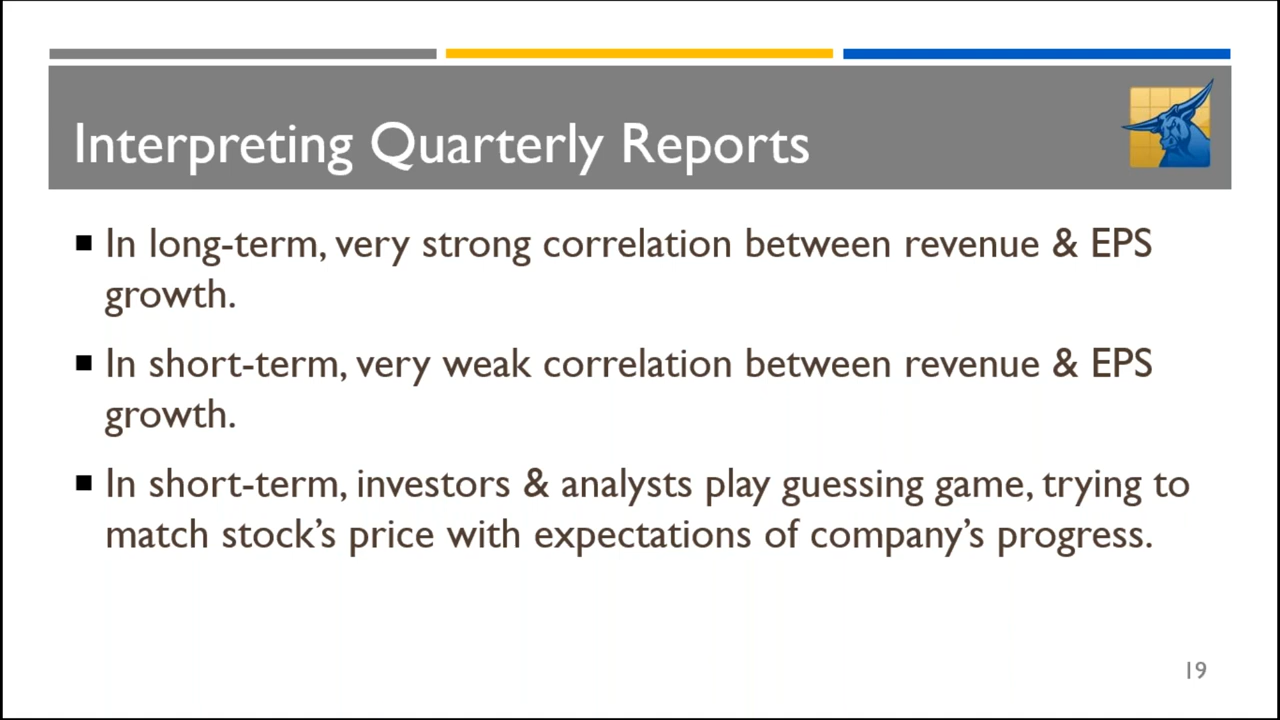 Interpreting Quarterly Reports
■ In long-term, very strong correlation between revenue & EPS
growth.
■ In short-term, very weak correlation between revenue & EPS
growth.
■ In short-term, investors & analysts play guessing game, trying to
match stock’s price with expectations of company’s progress.
19